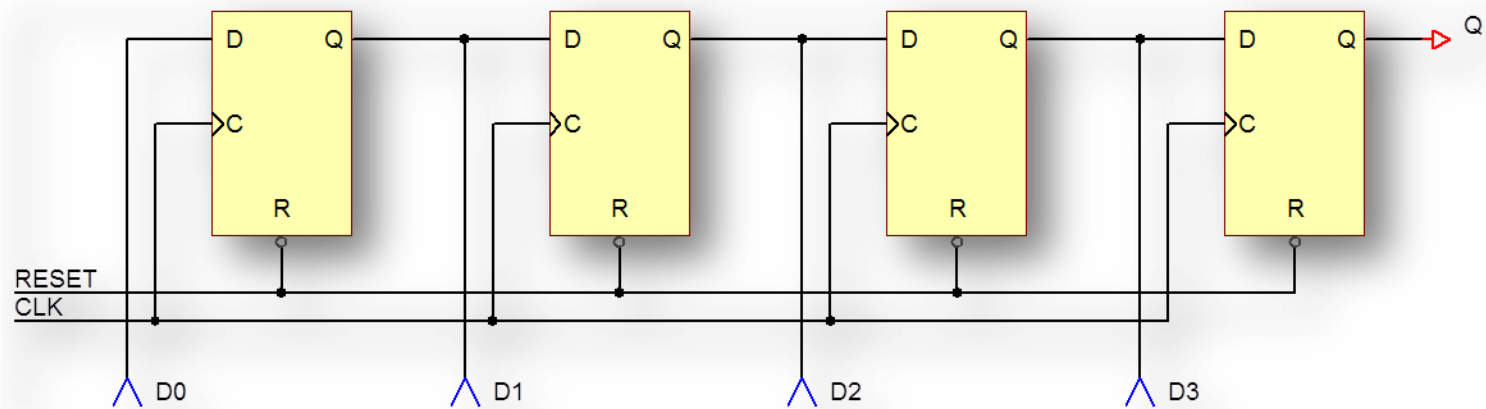 D Q D Q D Q D Q Q
C C C C
R R R R
RESET
CLK
D0 D1 D2 D3